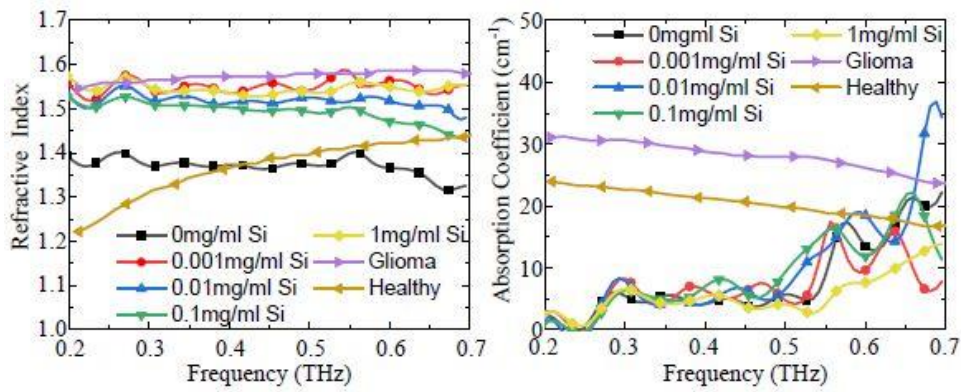 1.7
1.6
1.5
1.4
1.3
1.2
1.1
1.0
Refractive Index
0mg/ml Si
0.001mg/ml Si
0.01mg/ml Si
0.1mg/ml Si
1mg/ml Si
Glioma
Healthy
0.2 0.3 0.4 0.5 0.6 0.7
Frequency (THz)
50
40
30
20
10
0
Absorption Coefficient (cm⁻¹)
0mgml Si
0.001mg/ml Si
0.01mg/ml Si
0.1mg/ml Si
1mg/ml Si
Glioma
Healthy
0.2 0.3 0.4 0.5 0.6 0.7
Frequency (THz)